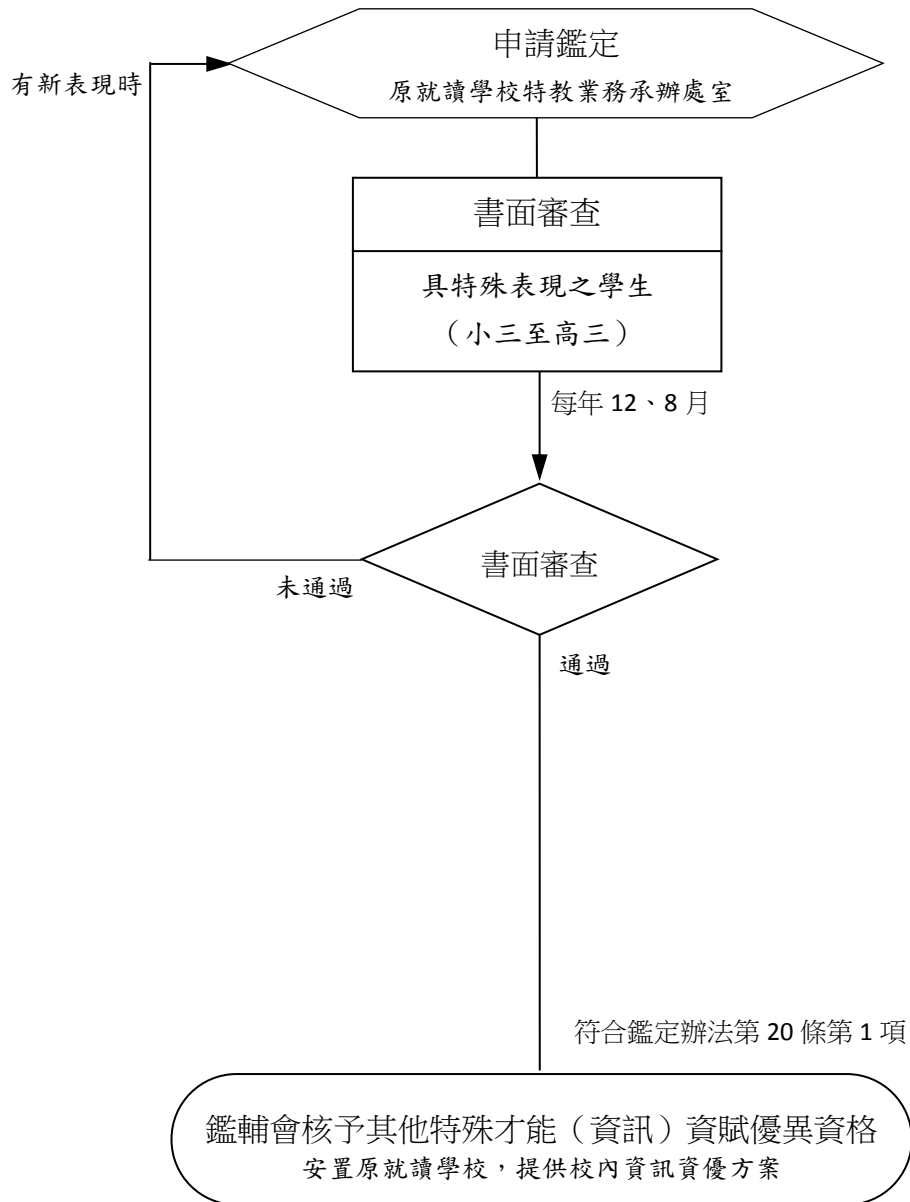 申請鑑定
有新表現時
原就讀學校特教業務承辦處室
書面審查
具特殊表現之學生
（小三至高三）
每年 12、8 月
書面審查
未通過
通過
符合鑑定辦法第 20 條第 1 項
鑑輔會核予其他特殊才能（資訊）資賦優異資格
安置原就讀學校，提供校內資訊資優方案